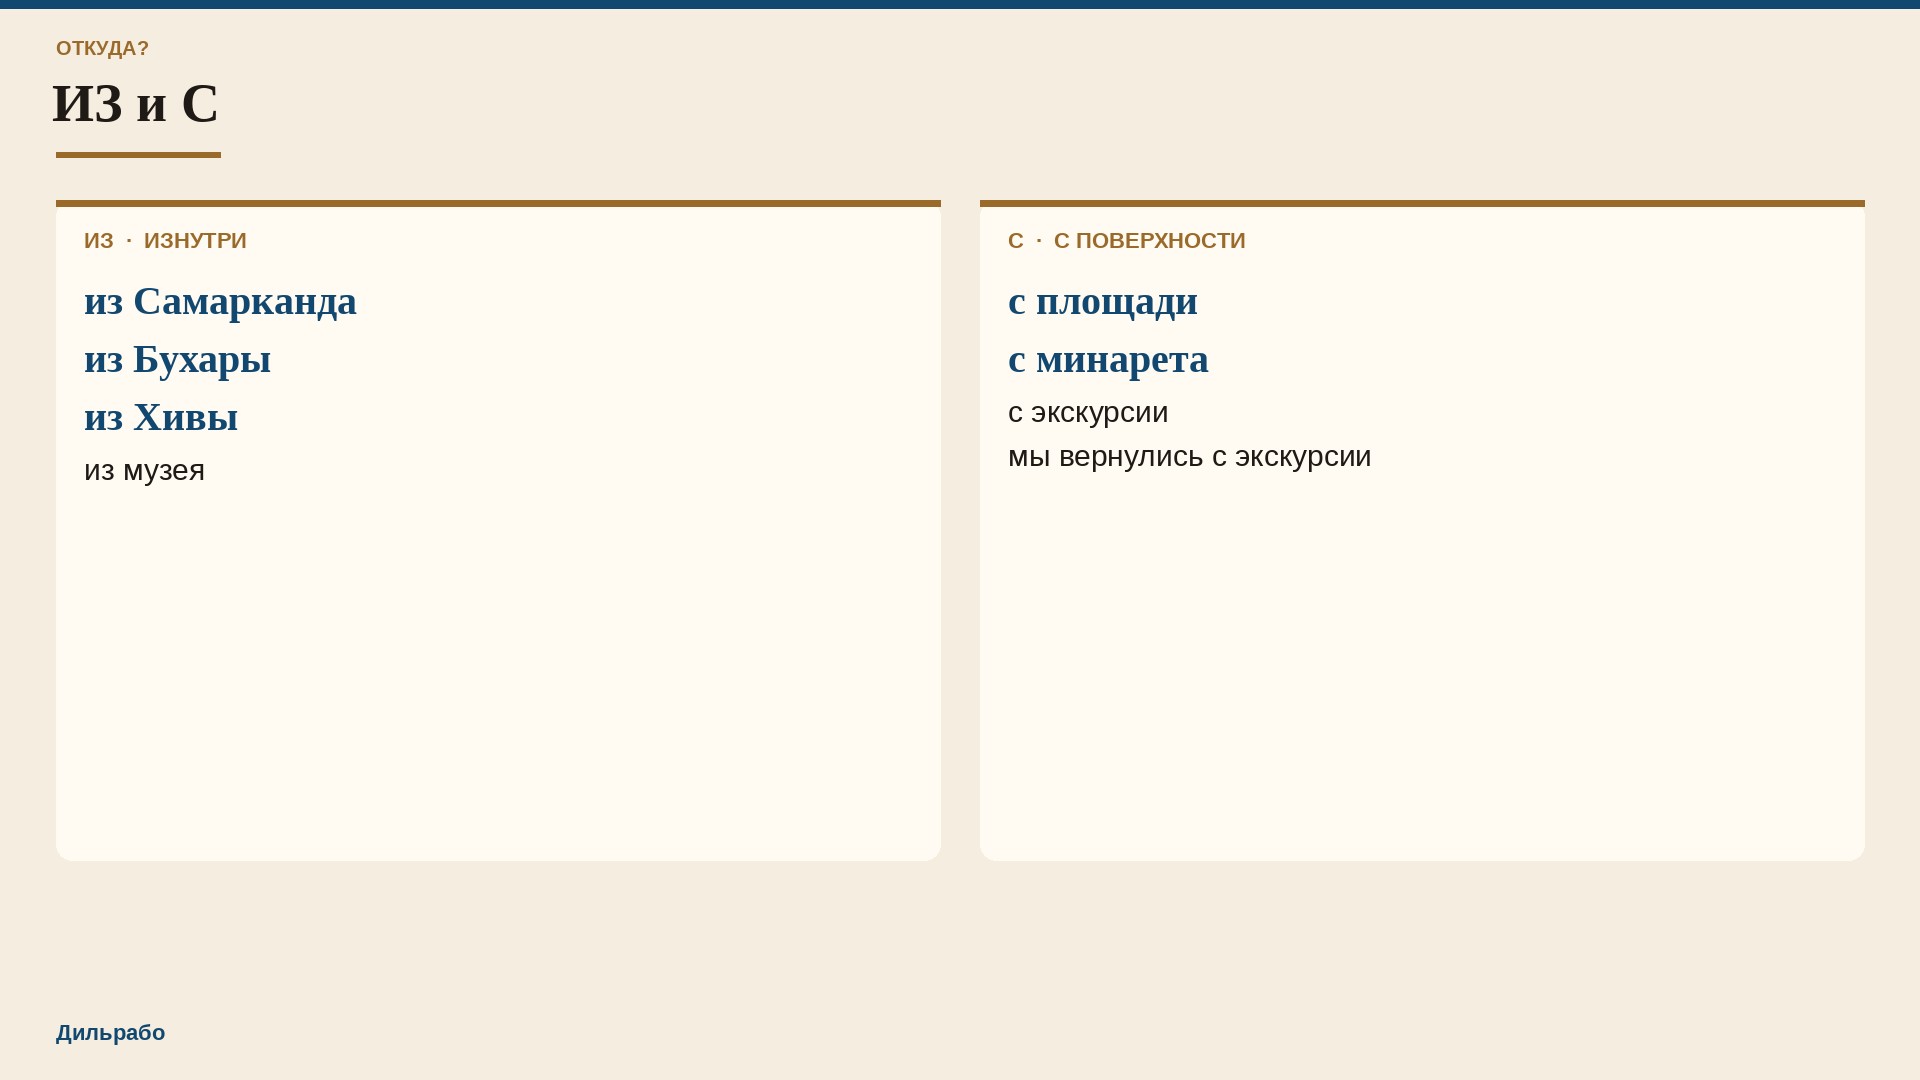 ОТКУДА?
ИЗ и С
ИЗ · ИЗНУТРИ
из Самарканда
из Бухары
из Хивы
из музея
С · С ПОВЕРХНОСТИ
с площади
с минарета
с экскурсии
мы вернулись с экскурсии
Дильрабо